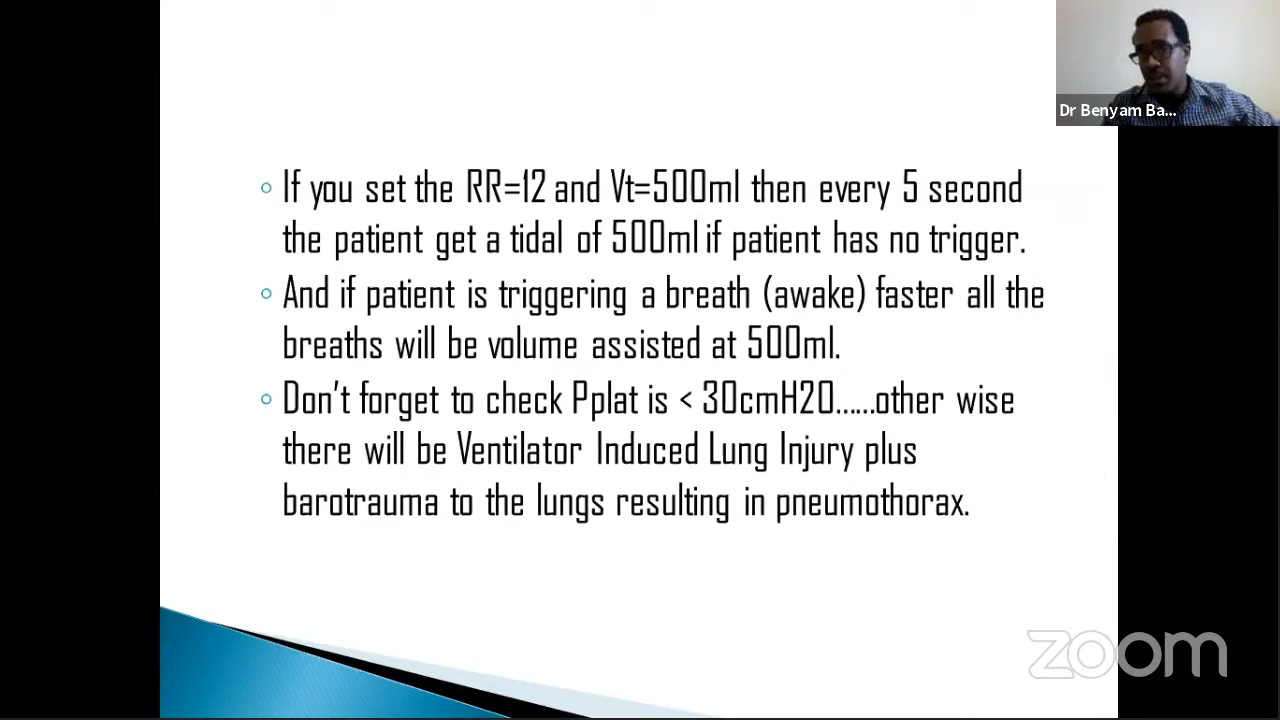 Dr Benyam Ba...
If you set the RR=12 and Vt=500ml then every 5 second
the patient get a tidal of 500ml if patient has no trigger.
And if patient is triggering a breath (awake) faster all the
breaths will be volume assisted at 500ml.
Don't forget to check Pplat is < 30cmH2O......other wise
there will be Ventilator Induced Lung Injury plus
barotrauma to the lungs resulting in pneumothorax.
zoom